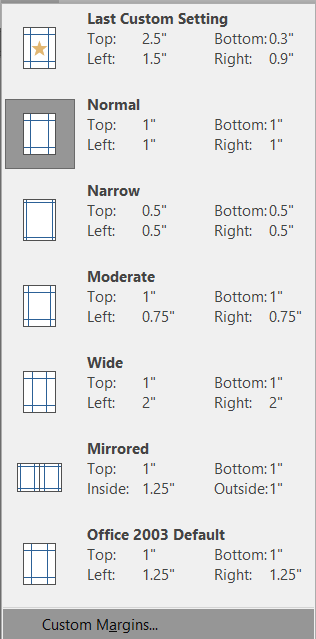 Last Custom Setting
Top: 2.5" Bottom: 0.3"
Left: 1.5" Right: 0.9"
Normal
Top: 1" Bottom: 1"
Left: 1" Right: 1"
Narrow
Top: 0.5" Bottom: 0.5"
Left: 0.5" Right: 0.5"
Moderate
Top: 1" Bottom: 1"
Left: 0.75" Right: 0.75"
Wide
Top: 1" Bottom: 1"
Left: 2" Right: 2"
Mirrored
Top: 1" Bottom: 1"
Inside: 1.25" Outside: 1"
Office 2003 Default
Top: 1" Bottom: 1"
Left: 1.25" Right: 1.25"
Custom Margins...